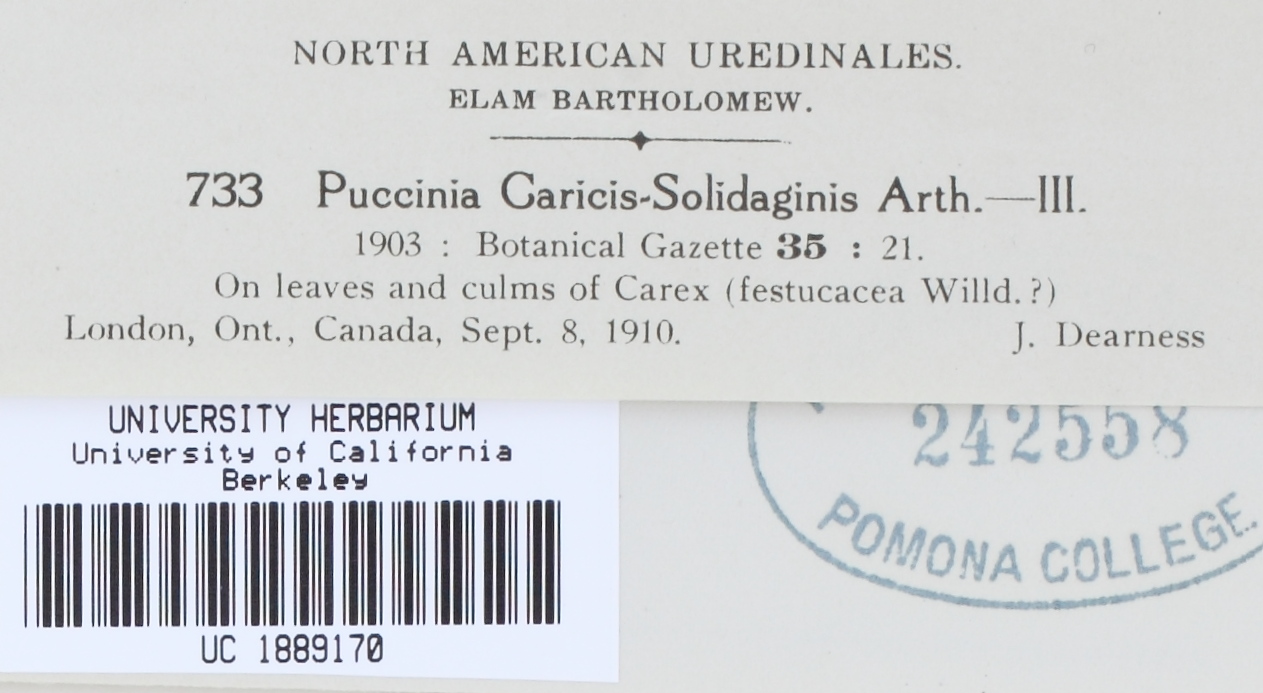 NORTH AMERICAN UREDINALES.
ELAM BARTHOLOMEW.
733 Puccinia Caricis-Solidaginis Arth.—III.
1903 : Botanical Gazette 35 : 21.
On leaves and culms of Carex (festucacea Willd.?)
London, Ont., Canada, Sept. 8, 1910. J. Dearness
UNIVERSITY HERBARIUM
University of California
Berkeley
UC 1889170
242558
POMONA COLLEGE.